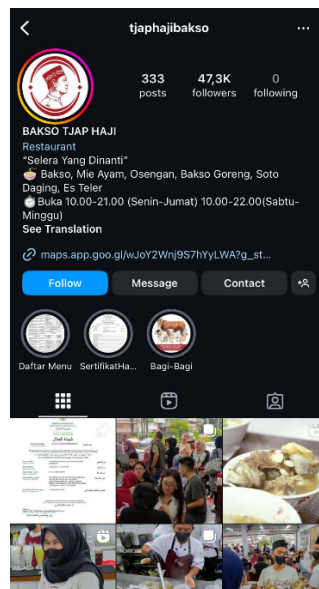 tjaphajibakso
333
47,3K
0
posts
followers
following
BAKSO TJAP HAJI
Restaurant
“Selera Yang Dinanti”
🍜 Bakso, Mie Ayam, Osengan, Bakso Goreng, Soto
Daging, Es Teler
⏱Buka 10.00-21.00 (Senin-Jumat) 10.00-22.00(Sabtu-
Minggu)
See Translation
maps.app.goo.gl/wJoY2Wnj9S7hYyLWA?g_st...
Follow
Message
Contact
Daftar Menu
SertifikatHa...
Bagi-Bagi